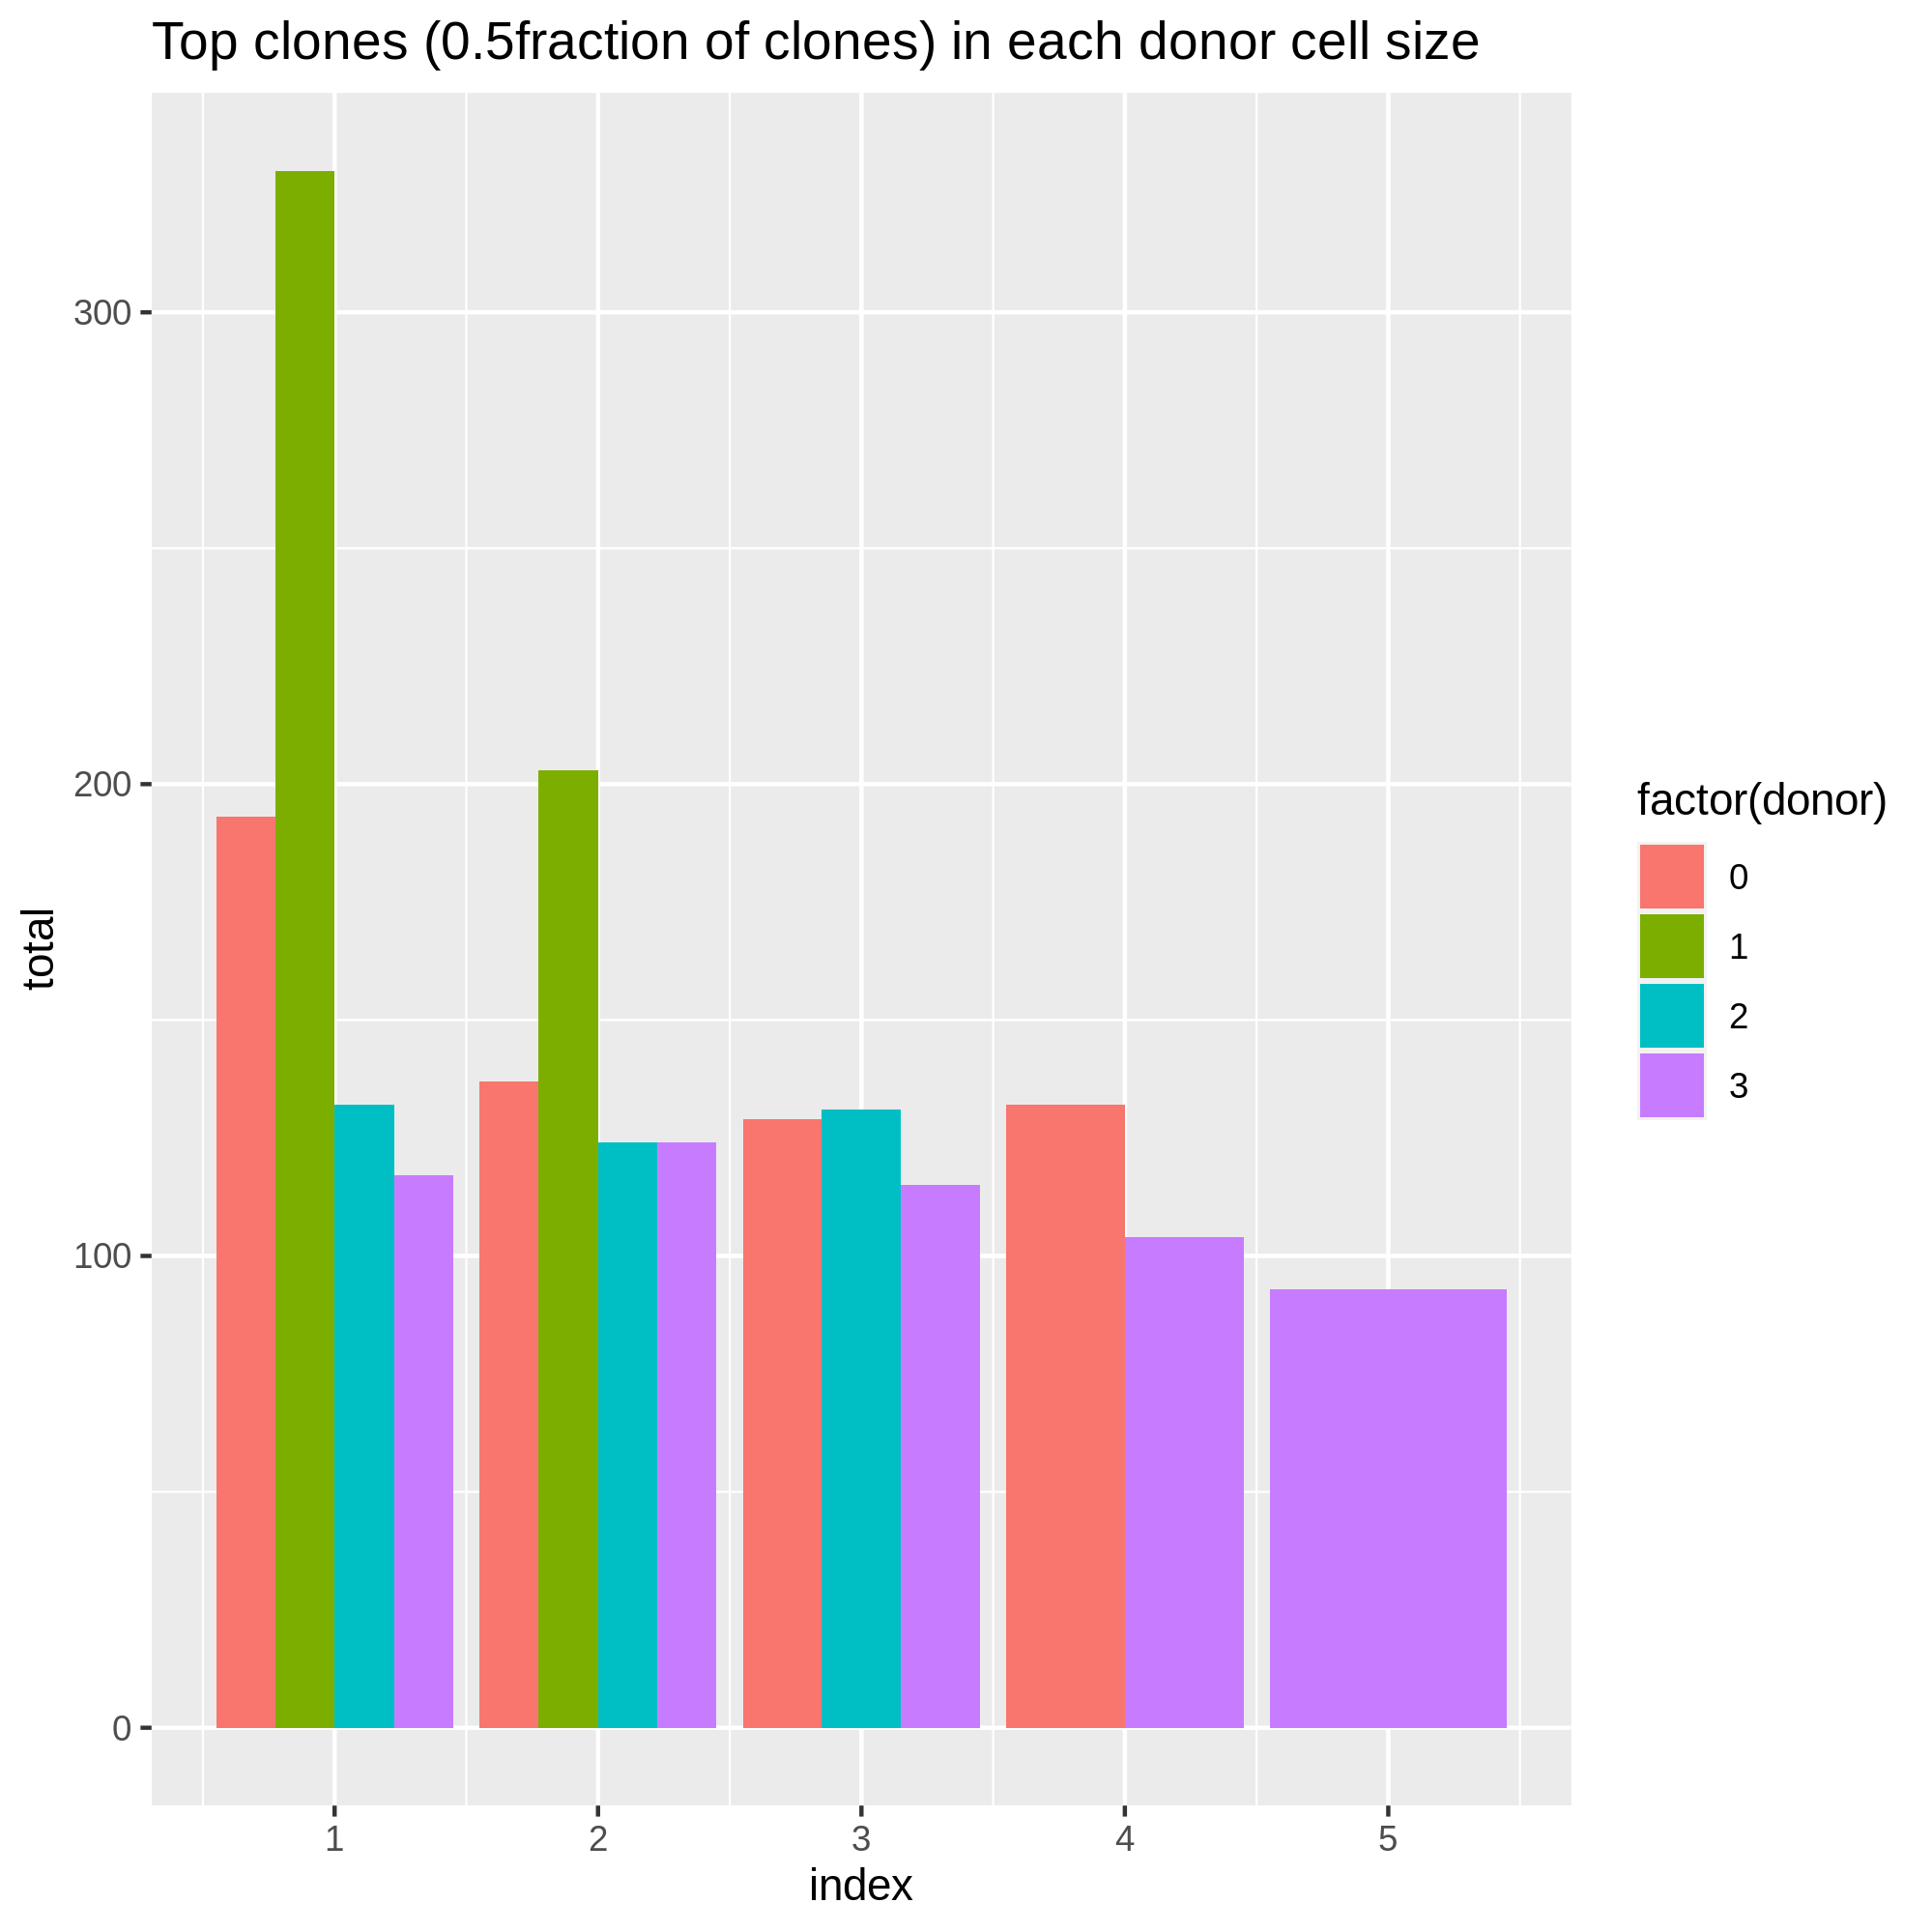 Top clones (0.5fraction of clones) in each donor cell size
300
200
100
0
total
1 2 3 4 5
index
factor(donor)
0
1
2
3